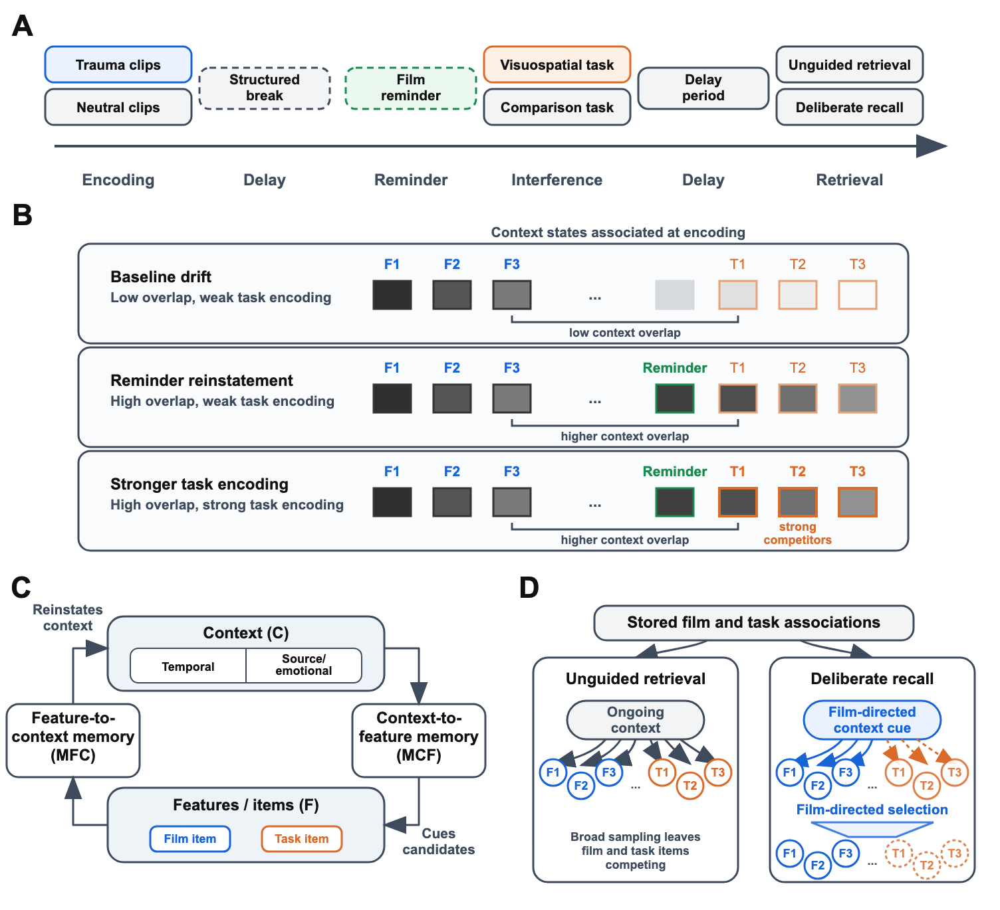 A
Trauma clips
Neutral clips
Structured
break
Film
reminder
Visuospatial task
Comparison task
Delay
period
Unguided retrieval
Deliberate recall
Encoding
Delay
Reminder
Interference
Delay
Retrieval
B
Context states associated at encoding
Baseline drift
Low overlap, weak task encoding
F1 F2 F3 ... T1 T2 T3
low context overlap
Reminder reinstatement
High overlap, weak task encoding
F1 F2 F3 ... Reminder T1 T2 T3
higher context overlap
Stronger task encoding
High overlap, strong task encoding
F1 F2 F3 ... Reminder T1 T2 T3
higher context overlap
strong
competitors
C
Reinstates
context
Context (C)
Temporal
Source/
emotional
Feature-to-
context memory
(MFC)
Context-to-
feature memory
(MCF)
Features / items (F)
Film item
Task item
Cues
candidates
D
Stored film and task associations
Unguided retrieval
Ongoing
context
F1 F2 F3 ... T1 T2 T3
Broad sampling leaves
film and task items
competing
Deliberate recall
Film-directed
context cue
F1 F2 F3 ... T1 T2 T3
Film-directed selection
F1 F2 F3 ... T1 T2 T3